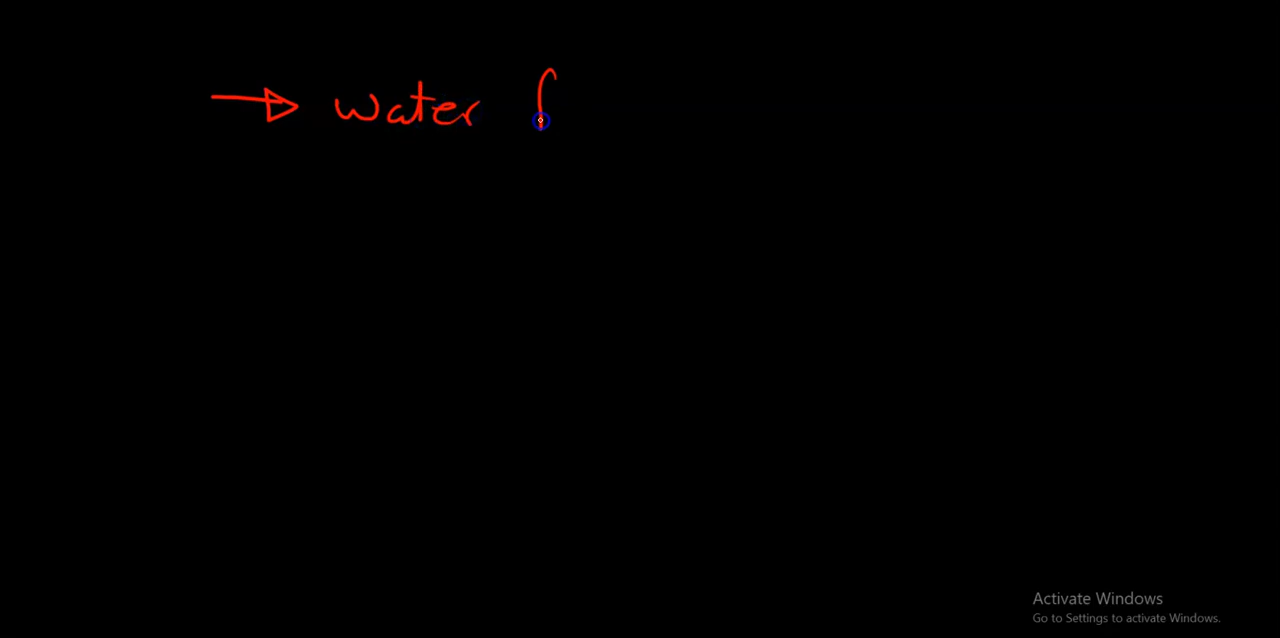 → water f
Activate Windows
Go to Settings to activate Windows.